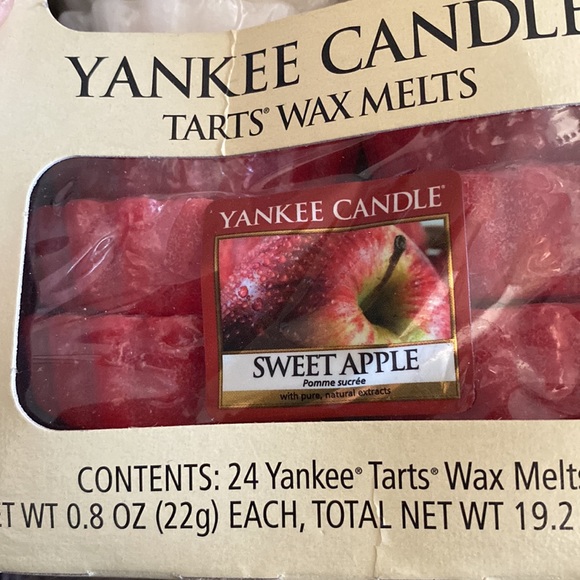 YANKEE CANDLE
TARTS® WAX MELTS
YANKEE CANDLE®
SWEET APPLE
Pomme sucrée
with pure, natural extracts
CONTENTS: 24 Yankee® Tarts® Wax Melts
ET WT 0.8 OZ (22g) EACH, TOTAL NET WT 19.2